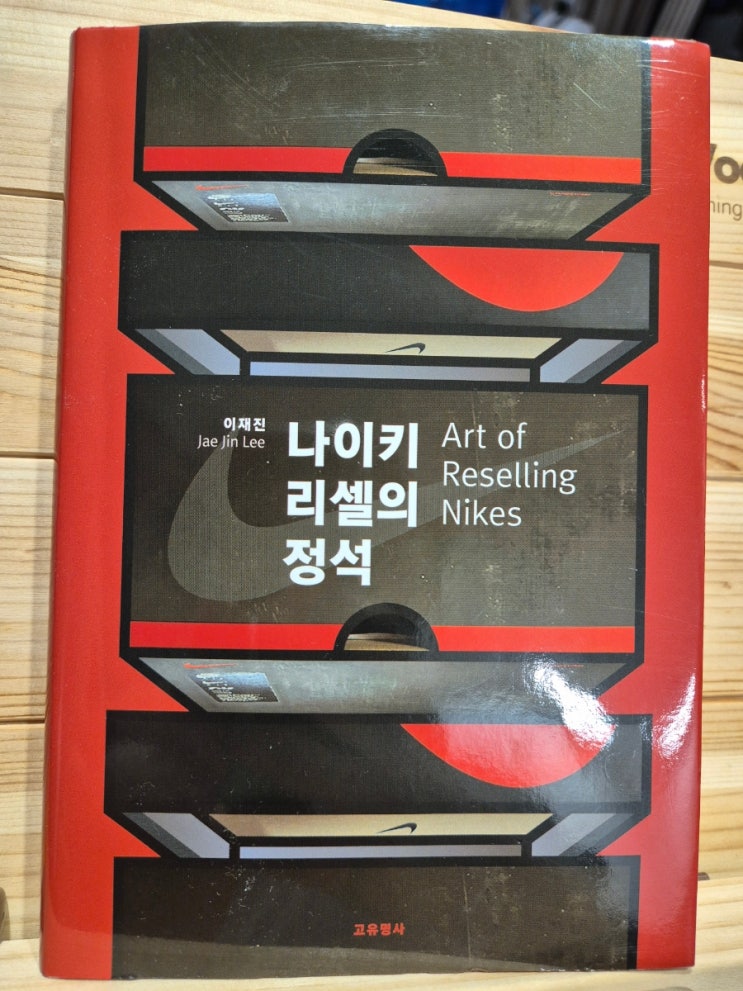 이재진
Jae Jin Lee
나이키
리셀의
정석
Art of
Reselling
Nikes
고유명사